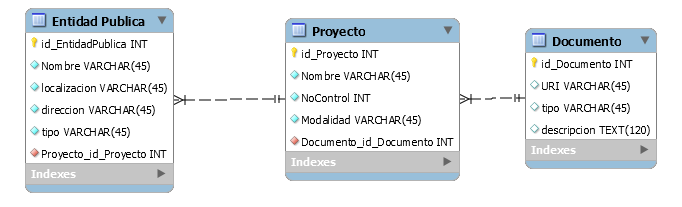 Entidad Publica
id_EntidadPublica INT
Nombre VARCHAR(45)
localizacion VARCHAR(45)
direccion VARCHAR(45)
tipo VARCHAR(45)
Proyecto_id_Proyecto INT
Indexes
Proyecto
id_Proyecto INT
Nombre VARCHAR(45)
NoControl INT
Modalidad VARCHAR(45)
Documento_id_Documento INT
Indexes
Documento
id_Documento INT
URI VARCHAR(45)
tipo VARCHAR(45)
descripcion TEXT(120)
Indexes